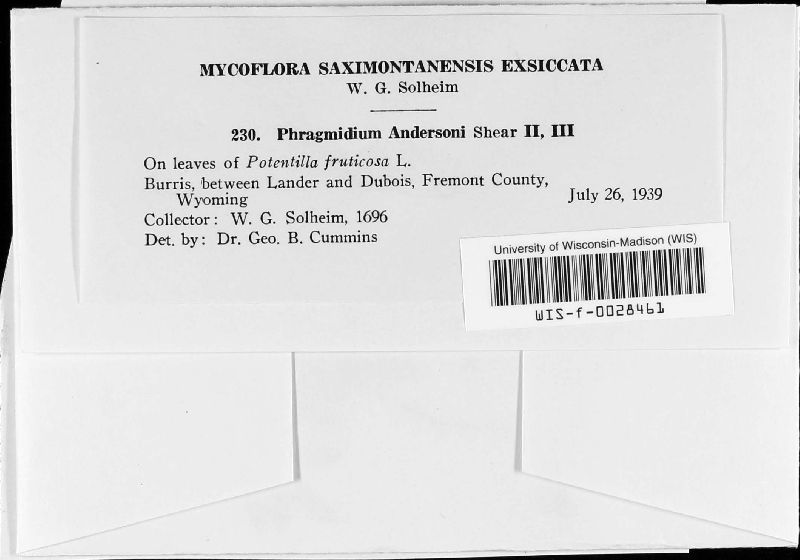 MYCOFLORA SAXIMONTANENSIS EXSICCATA
W. G. Solheim
230. Phragmidium Andersoni Shear II, III
On leaves of Potentilla fruticosa L.
Burris, between Lander and Dubois, Fremont County,
Wyoming July 26, 1939
Collector: W. G. Solheim, 1696
Det. by: Dr. Geo. B. Cummins
University of Wisconsin-Madison (WIS)
WIS-f-0028461